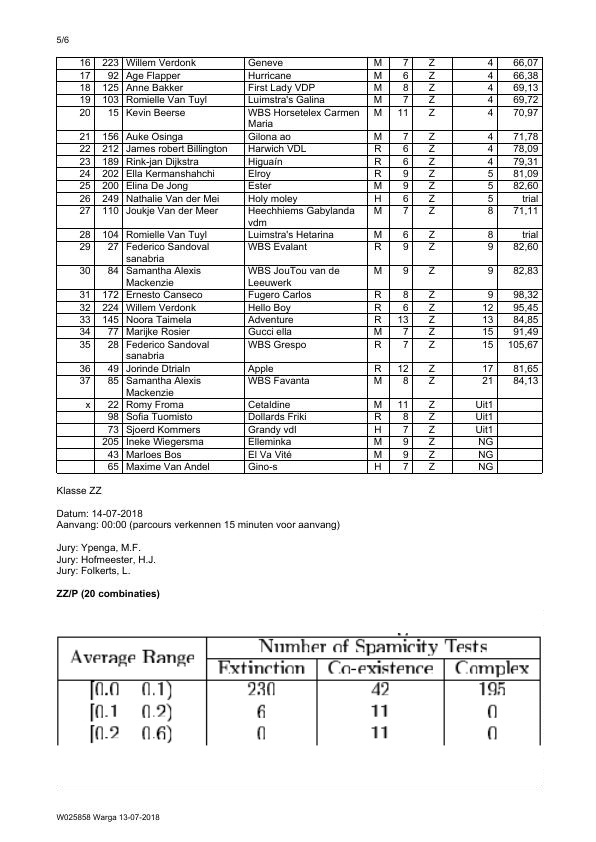 5/6
16 223 Willem Verdonk Geneve M 7 Z 4 66,07
17 92 Age Flapper Hurricane M 6 Z 4 66,38
18 125 Anne Bakker First Lady VDP M 8 Z 4 69,13
19 103 Romielle Van Tuyl Luimstra's Galina M 7 Z 4 69,72
20 15 Kevin Beerse WBS Horsetelex Carmen M 11 Z 4 70,97
Maria
21 156 Auke Osinga Gilona ao M 7 Z 4 71,78
22 212 James robert Billington Harwich VDL R 6 Z 4 78,09
23 189 Rink-jan Dijkstra Higuaín R 6 Z 4 79,31
24 202 Ella Kermanshahchi Elroy R 9 Z 5 81,09
25 200 Elina De Jong Ester M 9 Z 5 82,60
26 249 Nathalie Van der Mei Holy moley H 6 Z 5 trial
27 110 Joukje Van der Meer Heechhiems Gabylanda M 7 Z 8 71,11
vdm
28 104 Romielle Van Tuyl Luimstra's Hetarina M 6 Z 8 trial
29 27 Federico Sandoval WBS Evalant R 9 Z 9 82,60
sanabria
30 84 Samantha Alexis WBS JouTou van de M 9 Z 9 82,83
Mackenzie Leeuwerk
31 172 Ernesto Canseco Fugero Carlos R 8 Z 9 98,32
32 224 Willem Verdonk Hello Boy R 6 Z 12 95,45
33 145 Noora Taimela Adventure R 13 Z 13 84,85
34 77 Marijke Rosier Gucci ella M 7 Z 15 91,49
35 28 Federico Sandoval WBS Grespo R 7 Z 15 105,67
sanabria
36 49 Jorinde Dtrialn Apple R 12 Z 17 81,65
37 85 Samantha Alexis WBS Favanta M 8 Z 21 84,13
Mackenzie
x 22 Romy Froma Cetaldine M 11 Z Uit1
98 Sofia Tuomisto Dollards Friki R 8 Z Uit1
73 Sjoerd Kommers Grandy vdl H 7 Z Uit1
205 Ineke Wiegersma Elleminka M 9 Z NG
43 Marloes Bos El Va Vité M 9 Z NG
65 Maxime Van Andel Gino-s H 7 Z NG
Klasse ZZ
Datum: 14-07-2018
Aanvang: 00:00 (parcours verkennen 15 minuten voor aanvang)
Jury: Ypenga, M.F.
Jury: Hofmeester, H.J.
Jury: Folkerts, L.
ZZ/P (20 combinaties)
Average Range Number of Spamicity Tests
Extinction Co-existence Complex
[0.0 0.1) 230 42 195
[0.1 0.2) 6 11 0
[0.2 0.6) 0 11 0
W025858 Warga 13-07-2018